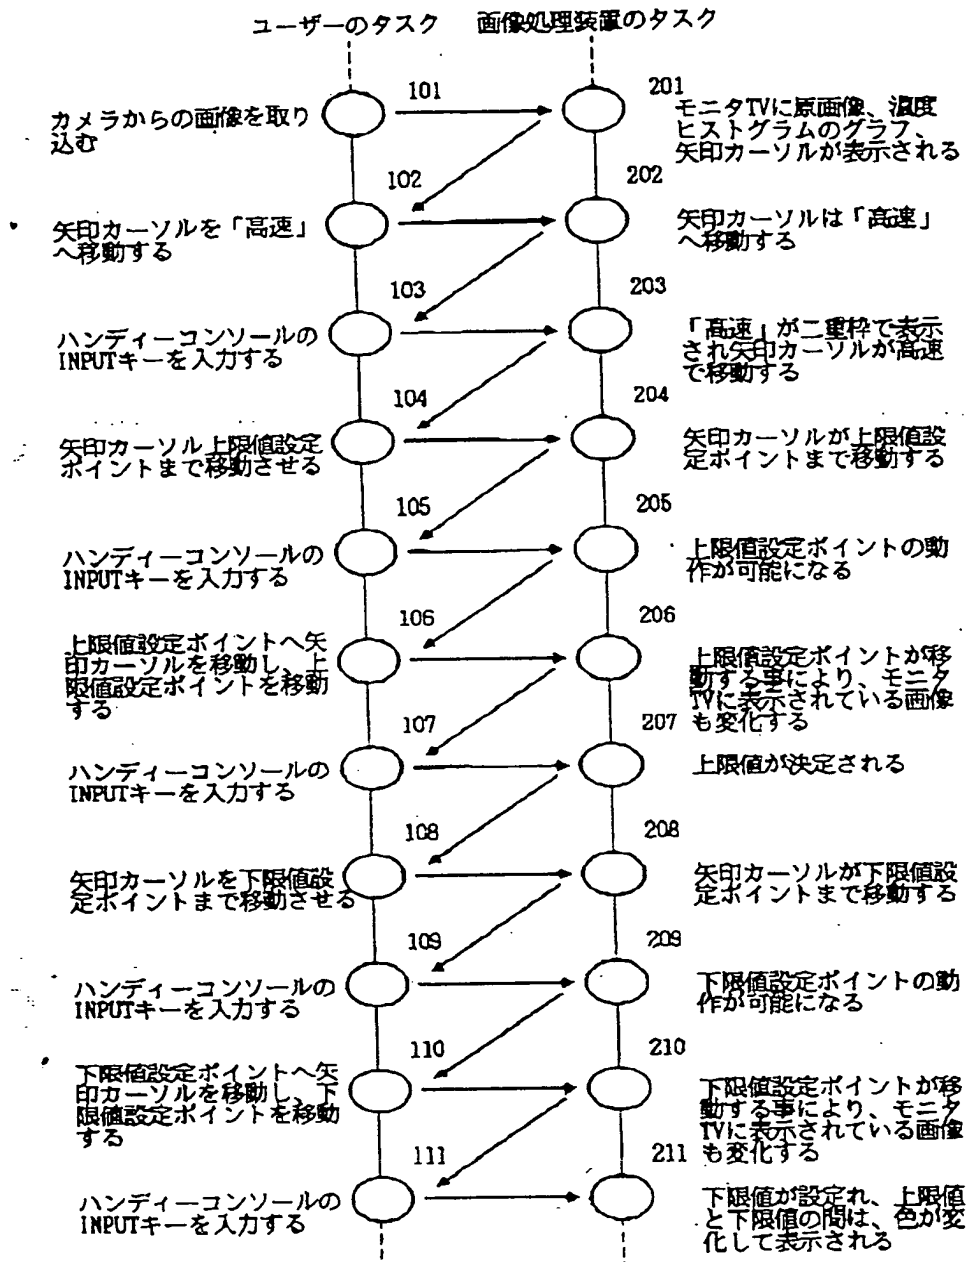 ユーザーのタスク
画像処理装置のタスク
101
201
カメラからの画像を取り
込む
モニタTVに原画像、濃度
ヒストグラムのグラフ、
矢印カーソルが表示される
102
202
矢印カーソルを「高速」
へ移動する
矢印カーソルは「高速」
へ移動する
103
203
ハンディーコンソールの
INPUTキーを入力する
「高速」が二重枠で表示
され矢印カーソルが高速
で移動する
104
204
矢印カーソル上限値設定
ポイントまで移動させる
矢印カーソルが上限値設
定ポイントまで移動する
105
205
ハンディーコンソールの
INPUTキーを入力する
上限値設定ポイントの動
作が可能になる
106
206
上限値設定ポイントへ矢
印カーソルを移動し、上
限値設定ポイントを移動
する
上限値設定ポイントが移
動する事により、モニタ
TVに表示されている画像
も変化する
107
207
ハンディーコンソールの
INPUTキーを入力する
上限値が決定される
108
208
矢印カーソルを下限値設
定ポイントまで移動させる
矢印カーソルが下限値設
定ポイントまで移動する
109
209
ハンディーコンソールの
INPUTキーを入力する
下限値設定ポイントの動
作が可能になる
110
210
下限値設定ポイントへ矢
印カーソルを移動し、下
限値設定ポイントを移動
する
下限値設定ポイントが移
動する事により、モニタ
TVに表示されている画像
も変化する
111
211
ハンディーコンソールの
INPUTキーを入力する
下限値が設定れ、上限値
と下限値の間は、色が変
化して表示される